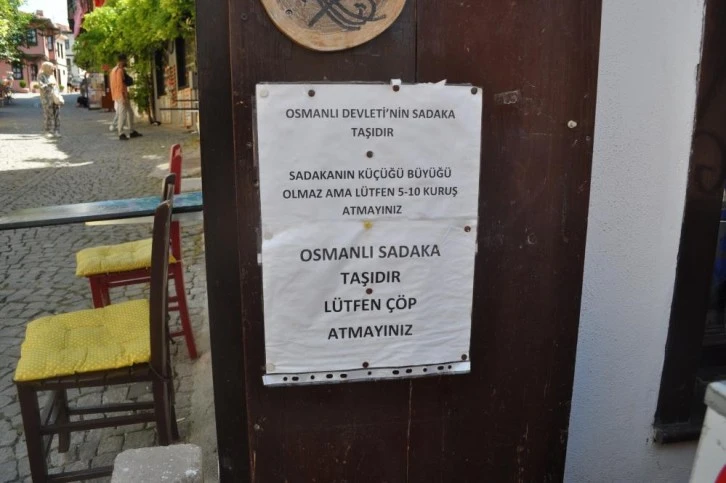 OSMANLI DEVLETİ'NİN SADAKA
TAŞIDIR
SADAKANIN KÜÇÜĞÜ BÜYÜĞÜ
OLMAZ AMA LÜTFEN 5-10 KURUŞ
ATMAYINIZ
OSMANLI SADAKA
TAŞIDIR
LÜTFEN ÇÖP
ATMAYINIZ